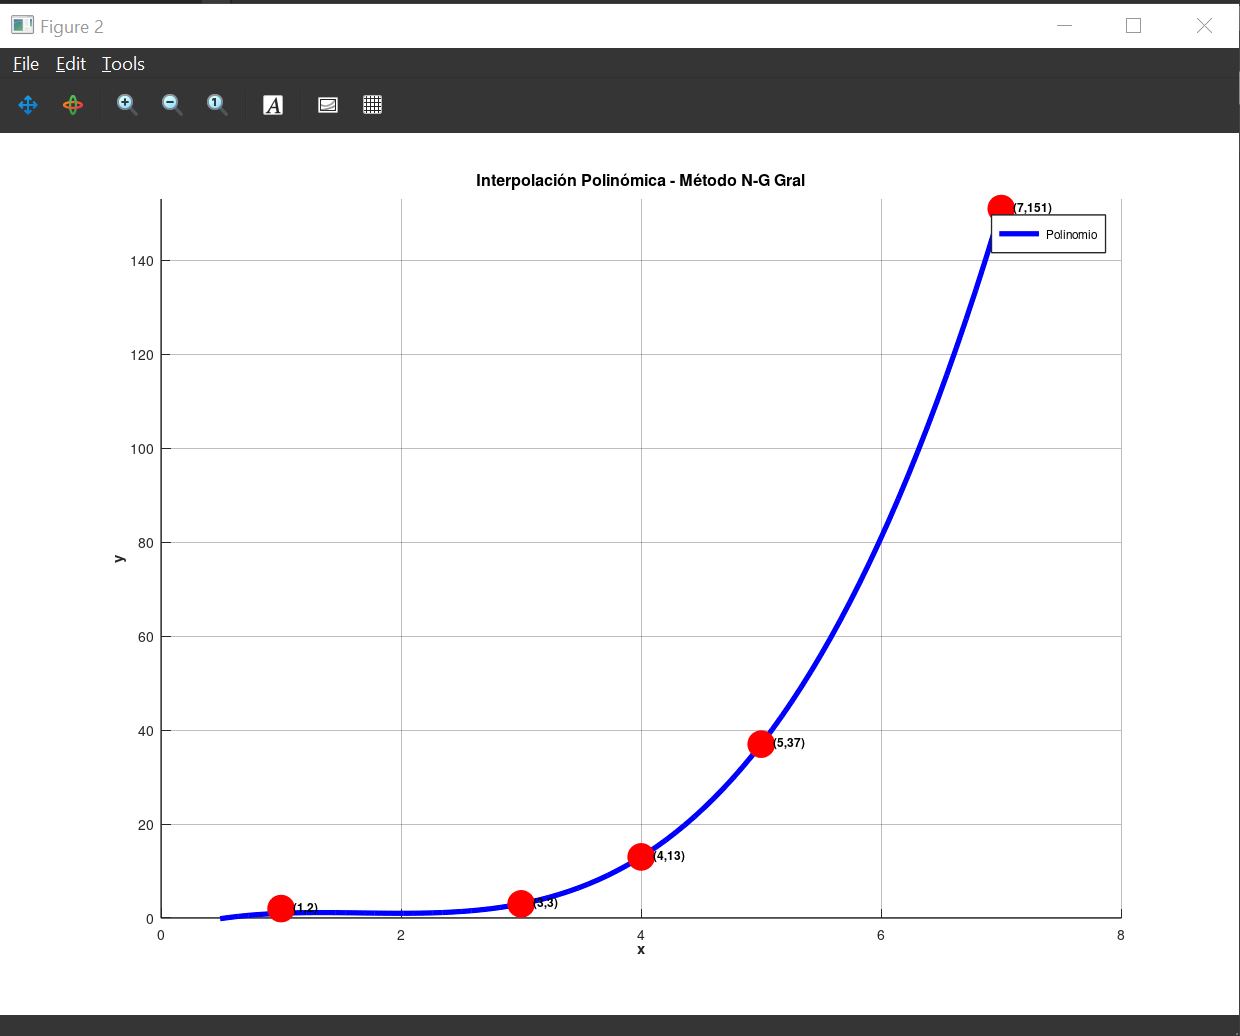 Figure 2
File Edit Tools
Interpolación Polinómica - Método N-G Gral
(7,151)
Polinomio
140
120
100
80
y
60
40
(5,37)
20
(4,13)
(3,3)
(1,2)
0
0 2 4 6 8
x